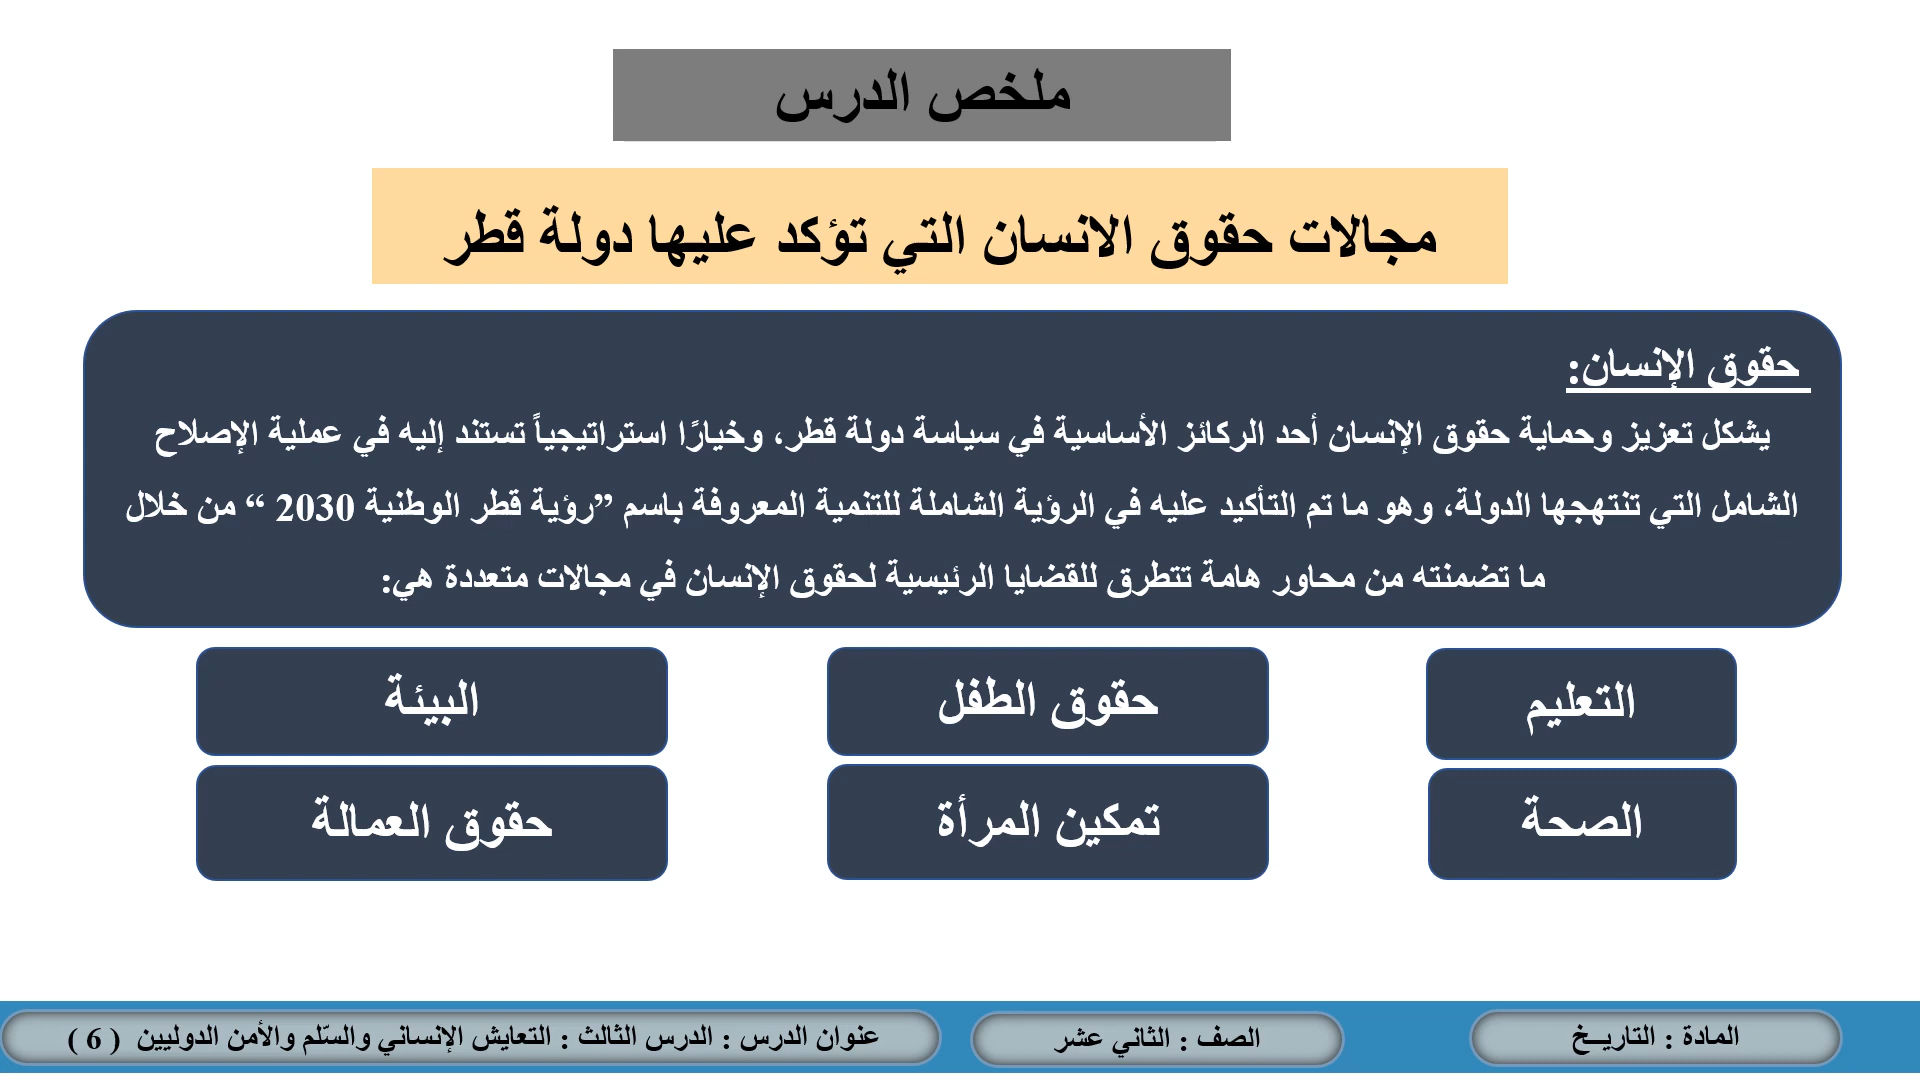 ملخص الدرس
مجالات حقوق الانسان التي تؤكد عليها دولة قطر
حقوق الإنسان:
يشكل تعزيز وحماية حقوق الإنسان أحد الركائز الأساسية في سياسة دولة قطر، وخيارًا استراتيجياً تستند إليه في عملية الإصلاح
الشامل التي تنتهجها الدولة، وهو ما تم التأكيد عليه في الرؤية الشاملة للتنمية المعروفة باسم ”رؤية قطر الوطنية 2030 “ من خلال
ما تضمنته من محاور هامة تتطرق للقضايا الرئيسية لحقوق الإنسان في مجالات متعددة هي:
التعليم
حقوق الطفل
البيئة
الصحة
تمكين المرأة
حقوق العمالة
المادة : التاريــخ
الصف : الثاني عشر
عنوان الدرس : الدرس الثالث : التعايش الإنساني والسّلم والأمن الدوليين ( 6 )